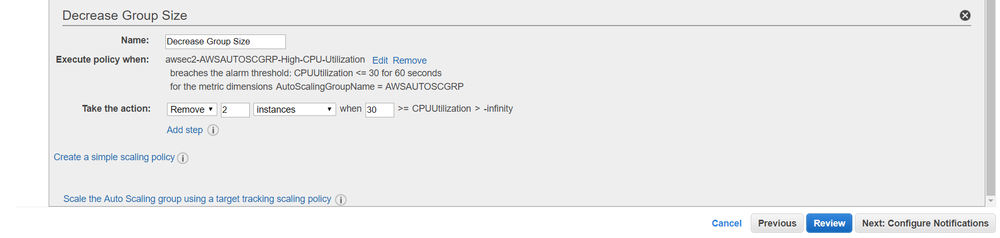 Decrease Group Size
Name: Decrease Group Size
Execute policy when: awsec2-AWSAUTOSCGRP-High-CPU-Utilization Edit Remove
breaches the alarm threshold: CPUUtilization <= 30 for 60 seconds
for the metric dimensions AutoScalingGroupName = AWSAUTOSCGRP
Take the action: Remove 2 instances when 30 >= CPUUtilization > -infinity
Add step i
Create a simple scaling policy i
Scale the Auto Scaling group using a target tracking scaling policy i
Cancel Previous Review Next: Configure Notifications